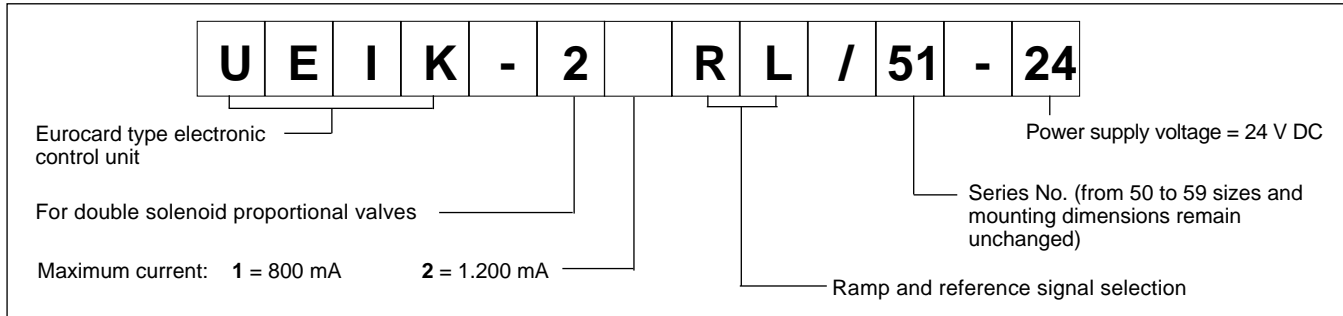 UEIK-2 RL/51-24
Eurocard type electronic
control unit
Power supply voltage = 24 V DC
For double solenoid proportional valves
Series No. (from 50 to 59 sizes and
mounting dimensions remain
unchanged)
Maximum current: 1 = 800 mA 2 = 1.200 mA
Ramp and reference signal selection